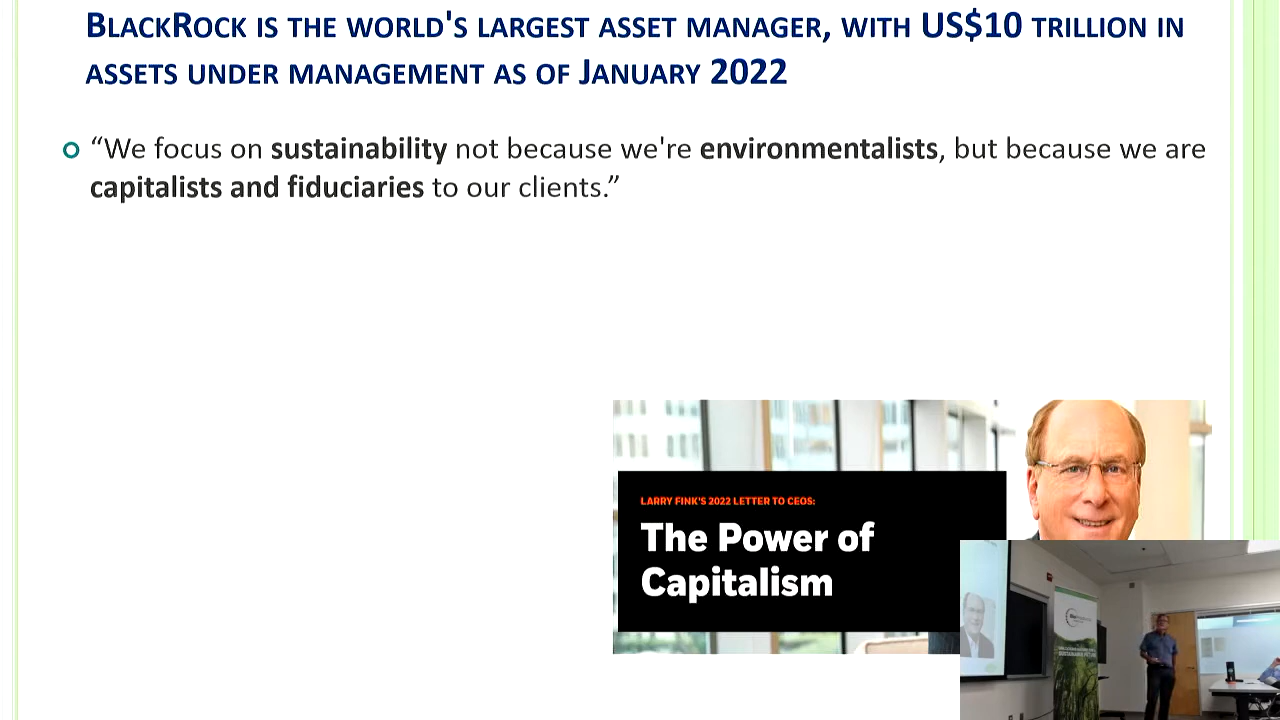 BLACKROCK IS THE WORLD'S LARGEST ASSET MANAGER, WITH US$10 TRILLION IN
ASSETS UNDER MANAGEMENT AS OF JANUARY 2022
“We focus on sustainability not because we're environmentalists, but because we are
capitalists and fiduciaries to our clients.”
LARRY FINK'S 2022 LETTER TO CEOS:
The Power of
Capitalism